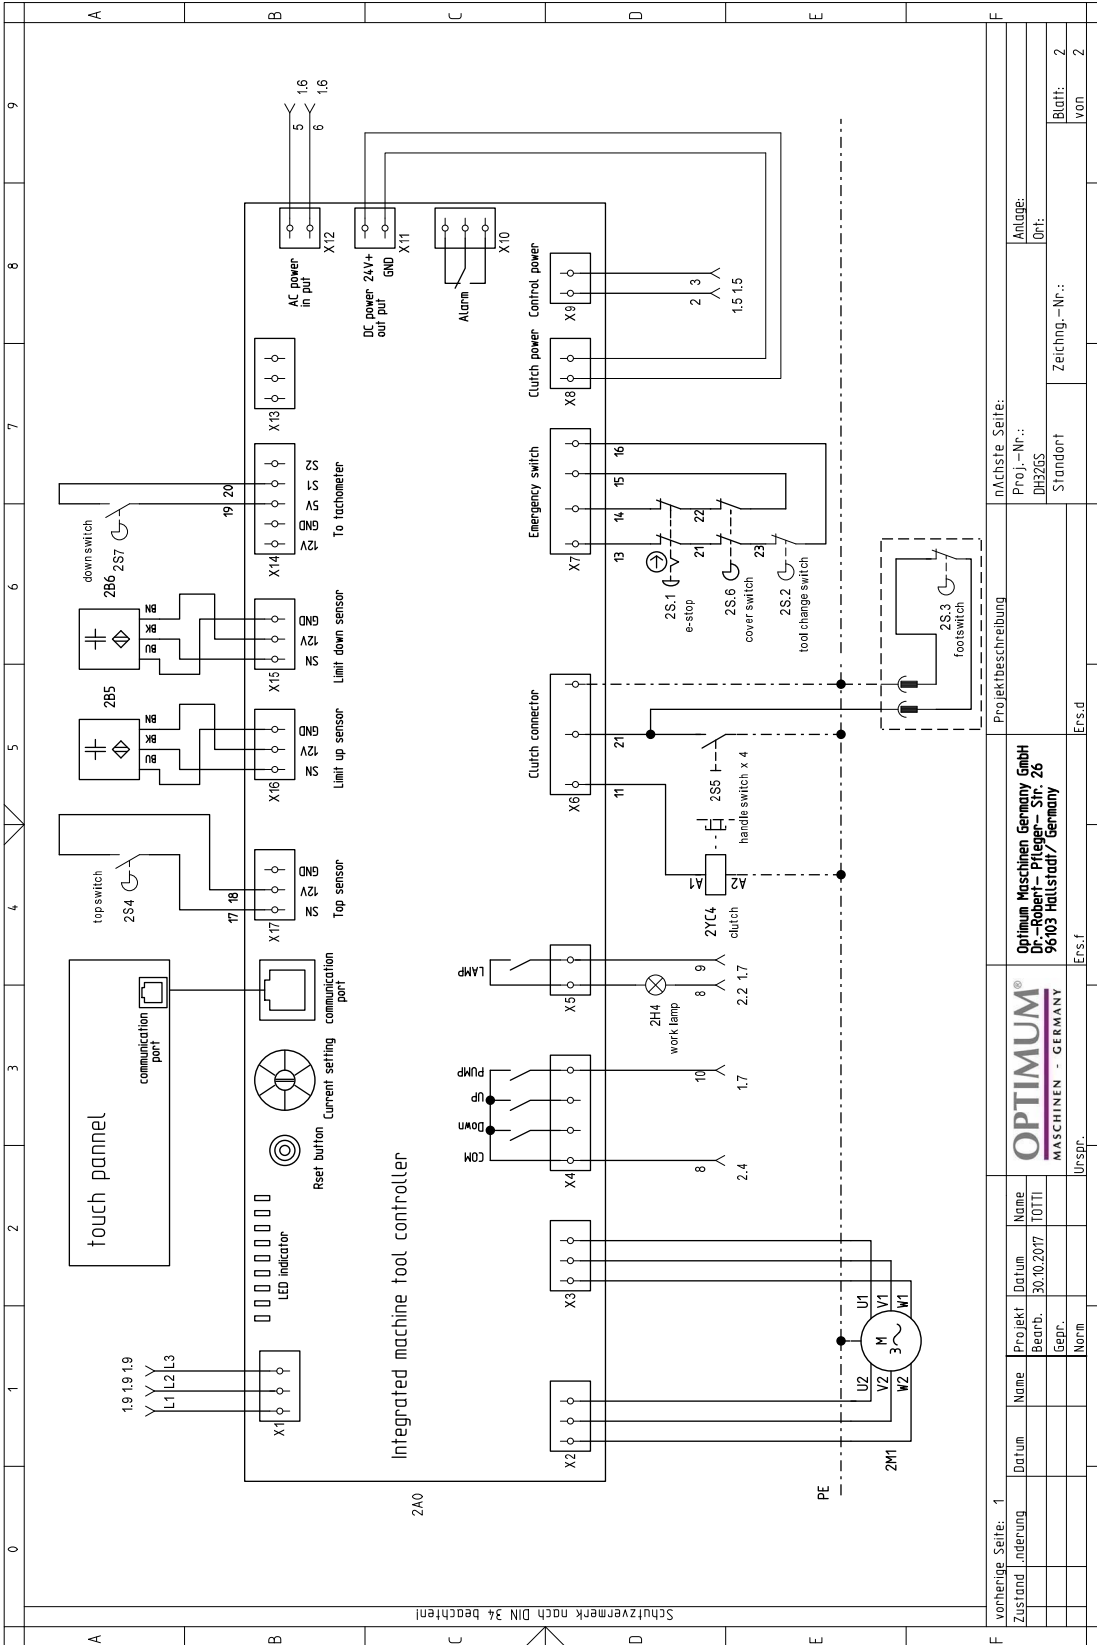 0 1 2 3 4 5 6 7 8 9
A
B
C
D
E
F
A
B
C
D
E
F
Schutzvermerk nach DIN 34 beachten!
touch pannel
communication
port
top switch
2S4
2B5
BU
BK
BN
2B6
BU
BK
BN
down switch
2S7
1.9 1.9 1.9
L1 L2 L3
X1
LED indicator
Rset button
Current setting
communication
port
17 18
X17
SN
12V
GND
Top sensor
X16
SN
12V
GND
Limit up sensor
X15
SN
12V
GND
Limit down sensor
19 20
X14
12V
GND
5V
S1
S2
To tachometer
X13
5 1.6
6 1.6
X12
AC power
in put
X11
DC power 24V+
out put GND
X10
Alarm
2A0
Integrated machine tool controller
X2
X3
COM
Down
UP
PUMP
X4
LAMP
X5
Clutch connector
X6
Emergency switch
X7
Clutch power
X8
Control power
X9
8
2.4
10
1.7
2H4
work lamp
8 9
2.2 1.7
11
21
2YC4
clutch
A1
A2
2S5
handle switch x 4
13
14
15
16
2S.1
e-stop
21
22
2S.6
cover switch
23
2S.2
tool change switch
2 3
1.5 1.5
PE
2M1
U2
V2
W2
M
3~
U1
V1
W1
2S.3
footswitch
vorherige Seite: 1
Zustand
.nderung
Datum
Name
Projekt
Bearb.
Gepr.
Norm
Datum
30.10.2017
Name
TOTTI
OPTIMUM®
MASCHINEN - GERMANY
Urspr.
Optimum Maschinen Germany GmbH
Dr.-Robert- Pfleger- Str. 26
96103 Hallstadt/ Germany
Ers.f
Projektbeschreibung
Ers.d
nAchste Seite:
Proj.-Nr.:
DH32GS
Standort
Zeichng.-Nr.:
Anlage:
Ort:
Blatt: 2
von 2